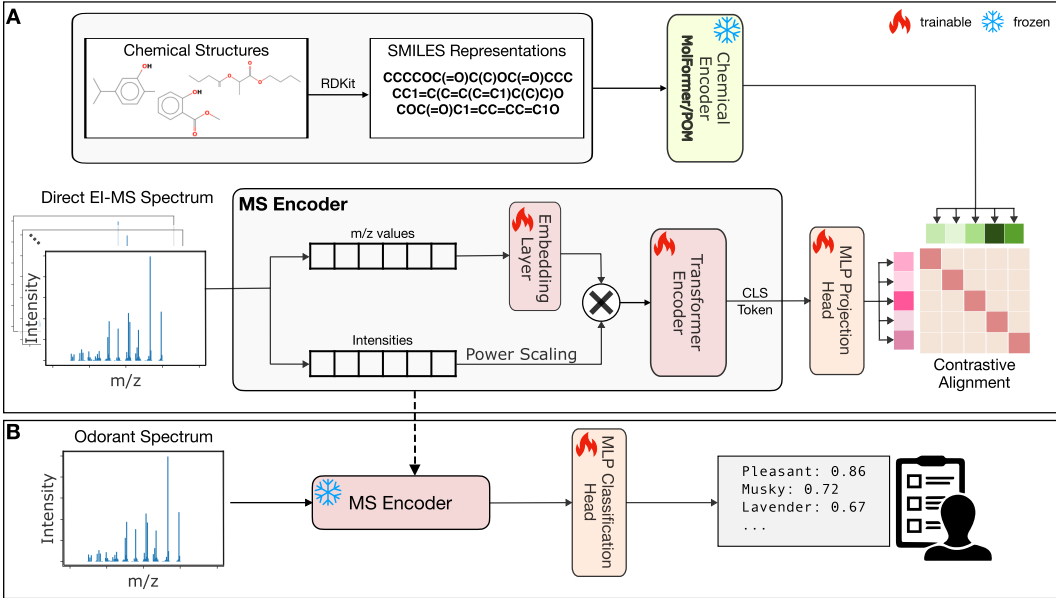 A
trainable
frozen
Chemical Structures
OH
OH
O
O
O
O
O
O
RDKit
SMILES Representations
CCCCOC(=O)C(C)OC(=O)CCC
CC1=C(C=C(C=C1)C(C)C)O
COC(=O)C1=CC=CC=C1O
Chemical
Encoder
MolFormer/POM
Direct EI-MS Spectrum
Intensity
m/z
MS Encoder
m/z values
Intensities
Embedding
Layer
Power Scaling
Transformer
Encoder
CLS
Token
MLP Projection
Head
Contrastive
Alignment
B
Odorant Spectrum
Intensity
m/z
MS Encoder
MLP Classification
Head
Pleasant: 0.86
Musky: 0.72
Lavender: 0.67
...